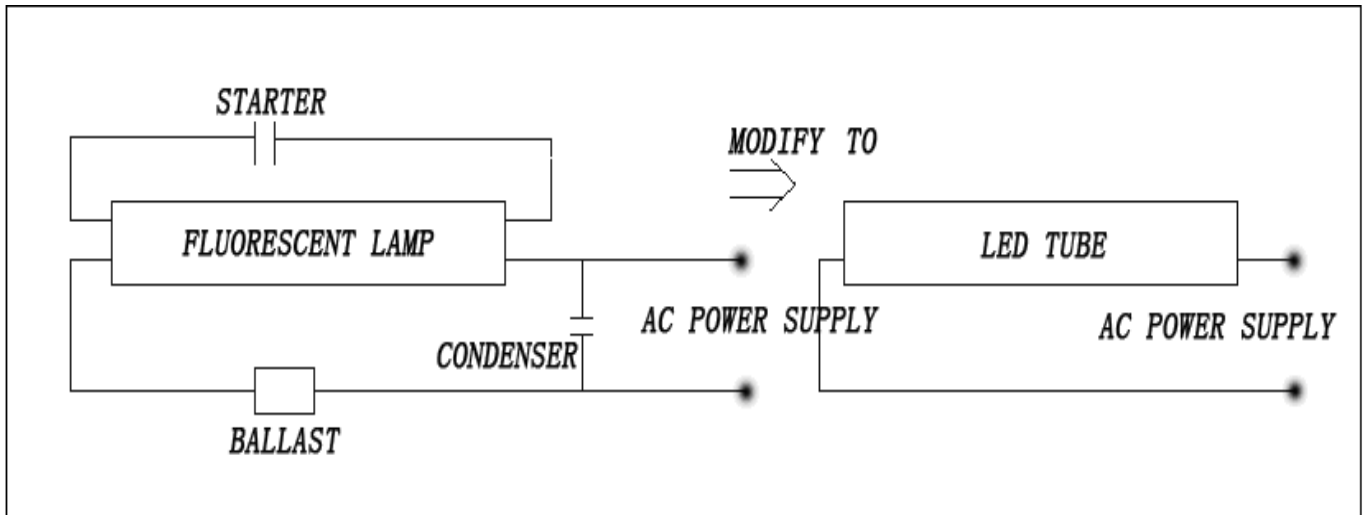 STARTER
MODIFY TO
FLUORESCENT LAMP
LED TUBE
AC POWER SUPPLY
AC POWER SUPPLY
CONDENSER
BALLAST